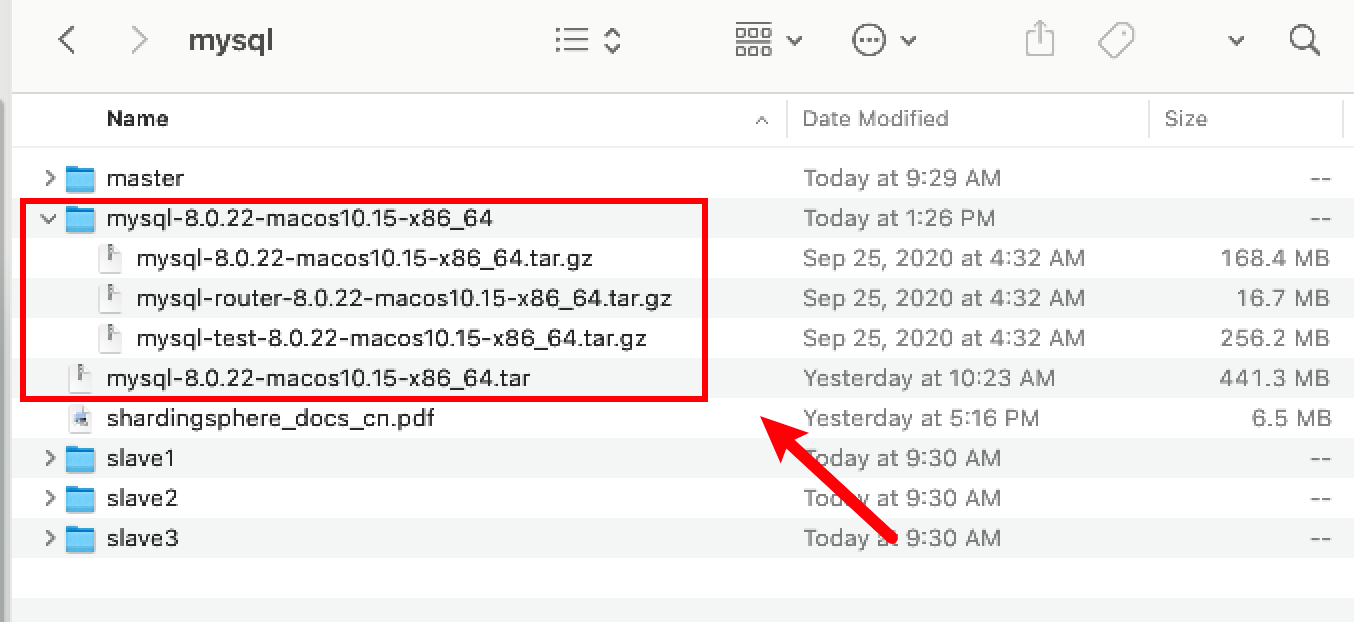 mysql
Name Date Modified Size
master Today at 9:29 AM --
mysql-8.0.22-macos10.15-x86_64 Today at 1:26 PM --
mysql-8.0.22-macos10.15-x86_64.tar.gz Sep 25, 2020 at 4:32 AM 168.4 MB
mysql-router-8.0.22-macos10.15-x86_64.tar.gz Sep 25, 2020 at 4:32 AM 16.7 MB
mysql-test-8.0.22-macos10.15-x86_64.tar.gz Sep 25, 2020 at 4:32 AM 256.2 MB
mysql-8.0.22-macos10.15-x86_64.tar Yesterday at 10:23 AM 441.3 MB
shardingsphere_docs_cn.pdf Yesterday at 5:16 PM 6.5 MB
slave1 Today at 9:30 AM --
slave2 Today at 9:30 AM --
slave3 Today at 9:30 AM --